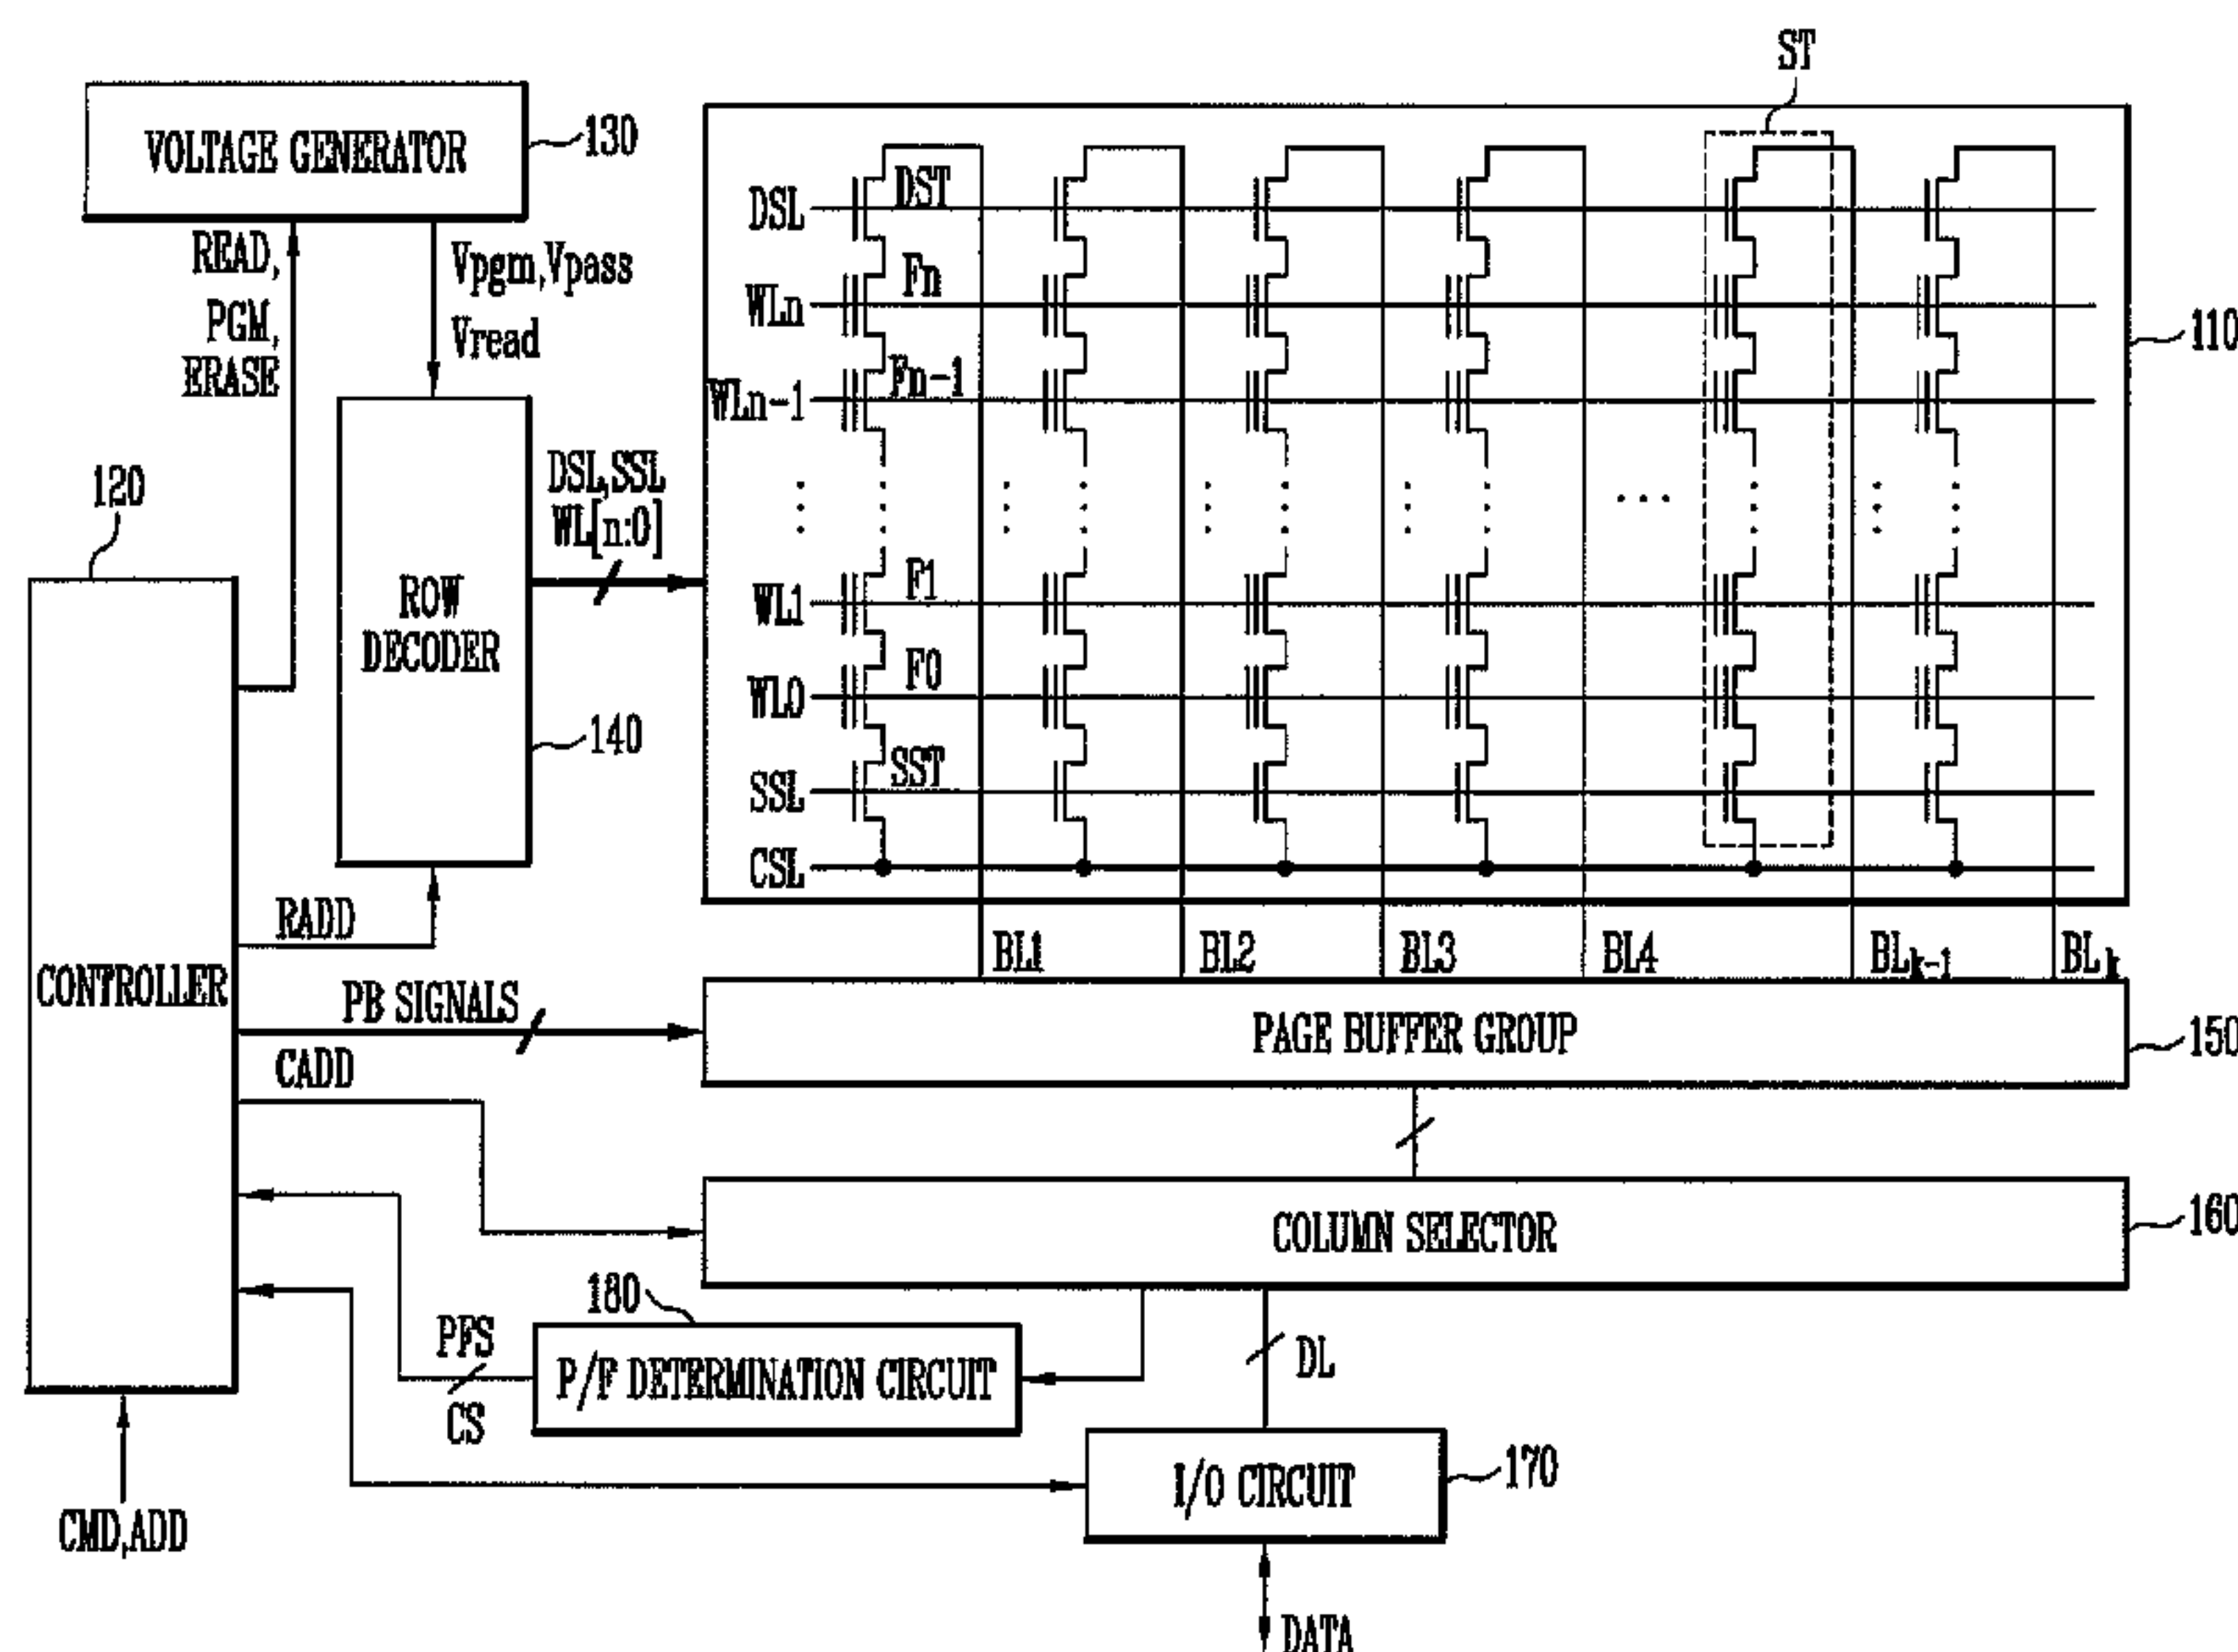 ST
VOLTAGE GENERATOR
130
READ,
PGM,
ERASE
Vpgm,Vpass
Vread
DSL
DST
WLn
Fn
WLn-1
Fn-1
110
120
DSL,SSL
WL[n:0]
ROW
DECODER
140
WL1
F1
WL0
F0
SSL
SST
CSL
RADD
CONTROLLER
BL1
BL2
BL3
BL4
BLk-1
BLk
PB SIGNALS
PAGE BUFFER GROUP
150
CADD
COLUMN SELECTOR
160
180
PFS
CS
P/F DETERMINATION CIRCUIT
DL
I/O CIRCUIT
170
CMD,ADD
DATA